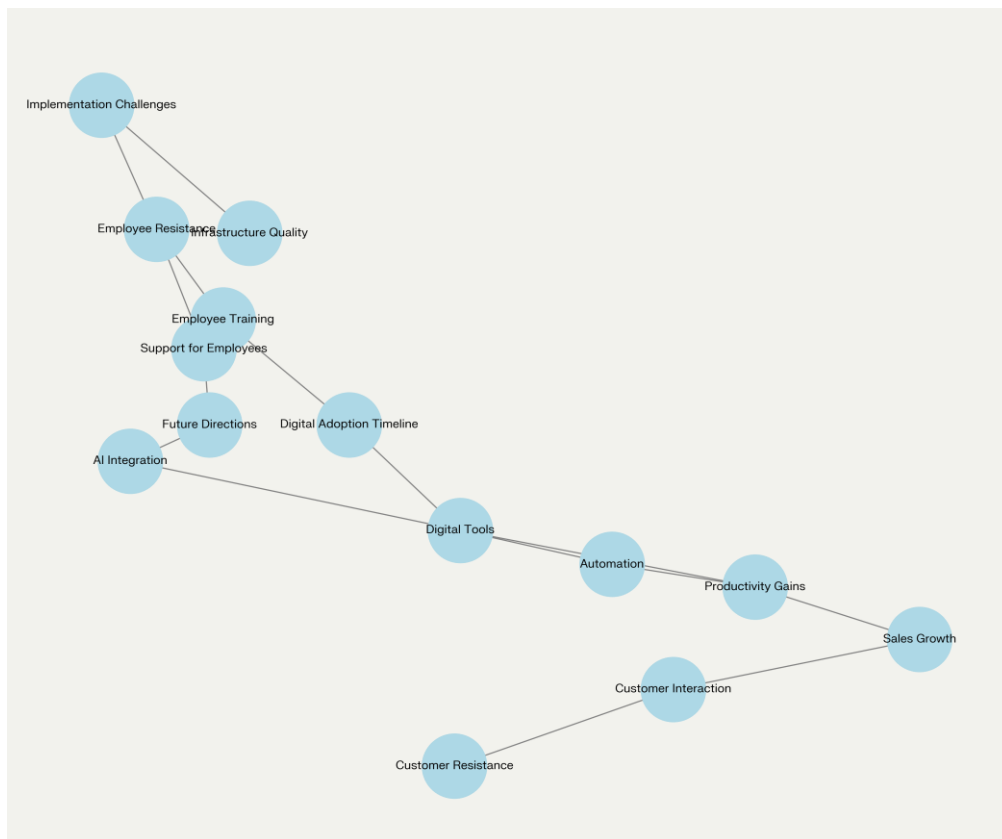 Implementation Challenges
Employee Resistance
Infrastructure Quality
Employee Training
Support for Employees
Future Directions
Digital Adoption Timeline
AI Integration
Digital Tools
Automation
Productivity Gains
Sales Growth
Customer Interaction
Customer Resistance